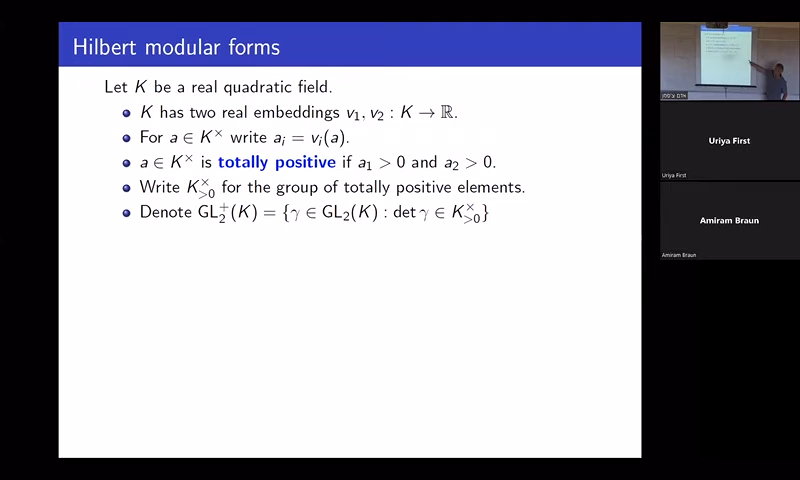 Hilbert modular forms
Let K be a real quadratic field.
K has two real embeddings v₁, v₂ : K → ℝ.
For a ∈ K^× write aᵢ = vᵢ(a).
a ∈ K^× is totally positive if a₁ > 0 and a₂ > 0.
Write K^×_{>0} for the group of totally positive elements.
Denote GL₂⁺(K) = {γ ∈ GL₂(K) : det γ ∈ K^×_{>0}}
Uriya First
Uriya First
Amiram Braun
Amiram Braun